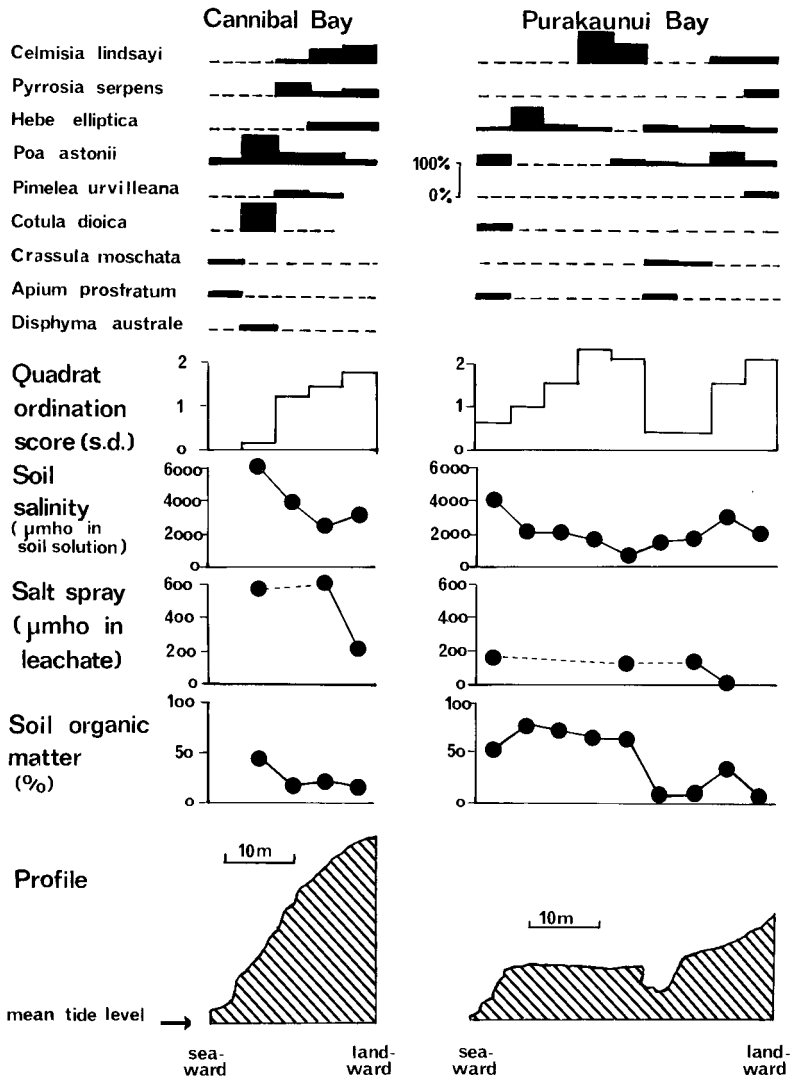 Cannibal Bay Purakaunui Bay
Celmisia lindsayi
Pyrrosia serpens
Hebe elliptica
Poa astonii
100%
Pimelea urvilleana
0%
Cotula dioica
Crassula moschata
Apium prostratum
Disphyma australe
Quadrat
ordination
score (s.d.)
2
1
0
2
1
0
Soil
salinity
(µmho in
soil solution)
6000
4000
2000
0
6000
4000
2000
0
Salt spray
(µmho in
leachate)
600
400
200
0
600
400
200
0
Soil organic
matter
(%)
100
50
0
100
50
0
Profile
10m
10m
mean tide level
sea-
ward
land-
ward
sea-
ward
land-
ward